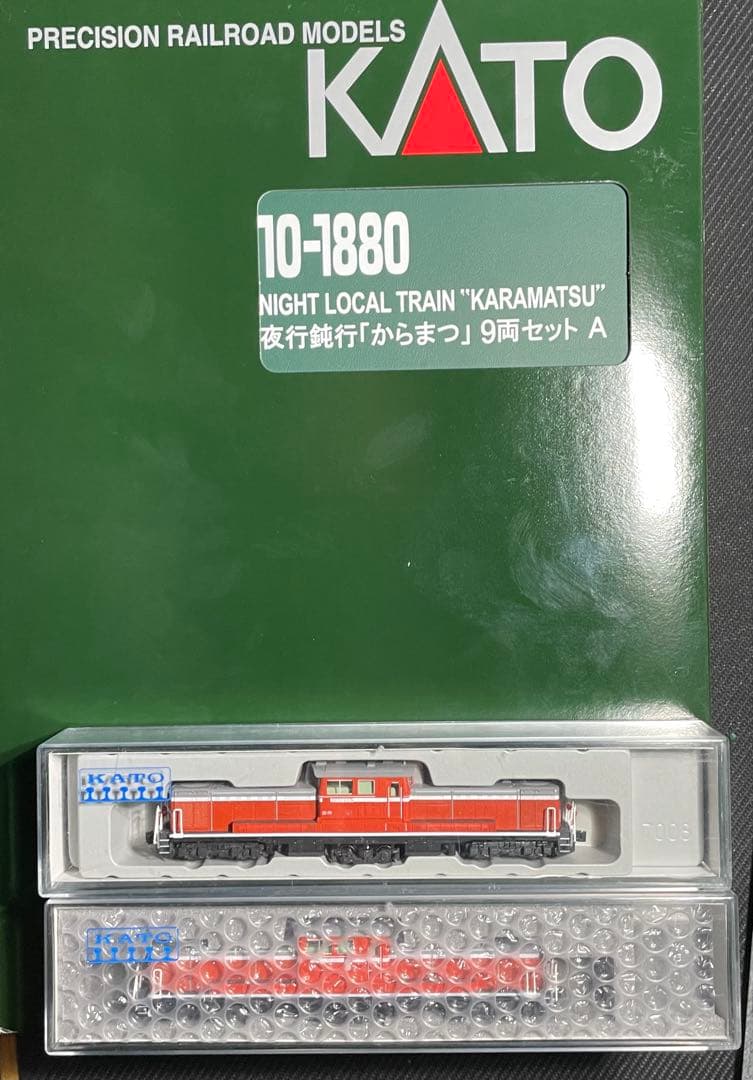 PRECISION RAILROAD MODELS
KATO
10-1880
NIGHT LOCAL TRAIN "KARAMATSU"
夜行鈍行「からまつ」 9両セット A
KATO
7008
KATO